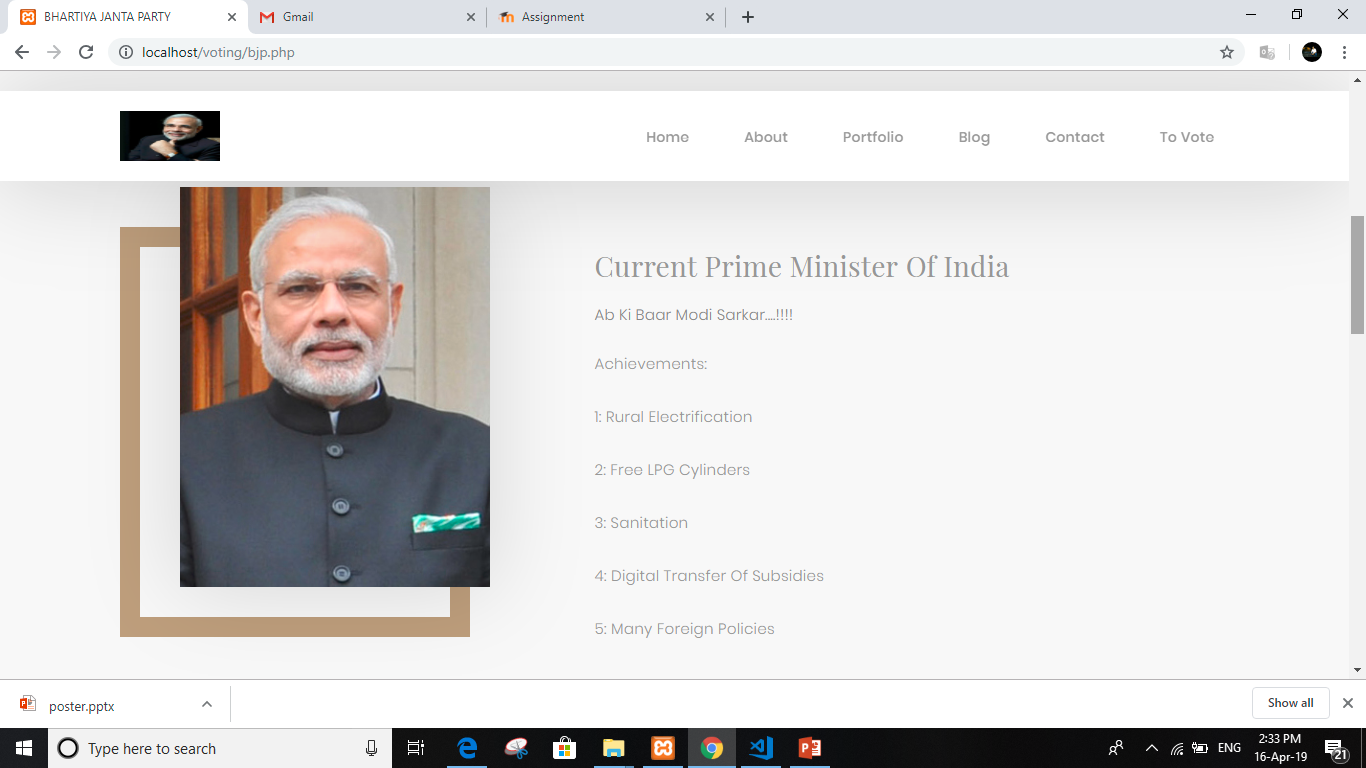 BHARTIYA JANTA PARTY
Gmail
Assignment
localhost/voting/bjp.php
Home About Portfolio Blog Contact To Vote
Current Prime Minister Of India
Ab Ki Baar Modi Sarkar....!!!!
Achievements:
1: Rural Electrification
2: Free LPG Cylinders
3: Sanitation
4: Digital Transfer Of Subsidies
5: Many Foreign Policies
poster.pptx
Show all
Type here to search
ENG
2:33 PM
16-Apr-19
21